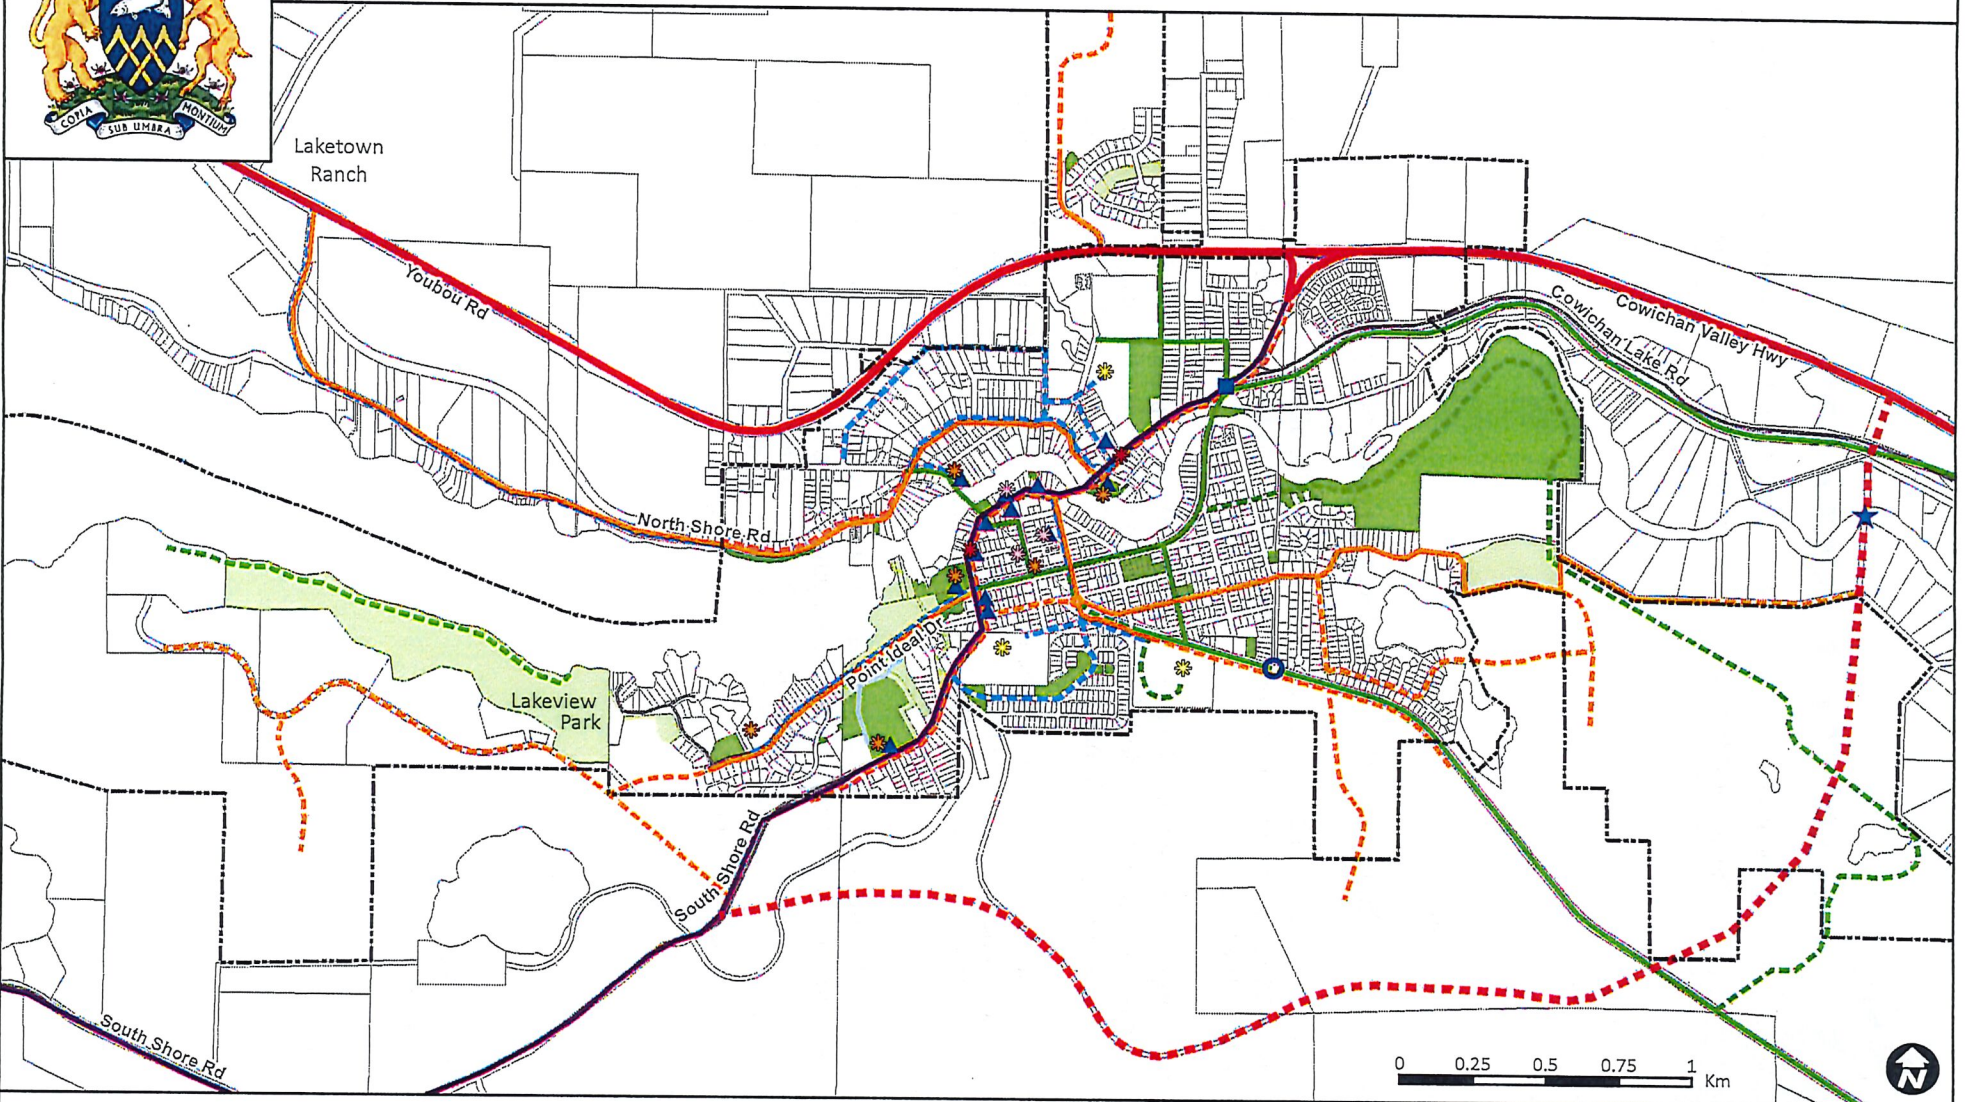 COPIA
SUB UMBRA
MONTIUM
Laketown
Ranch
Youbou Rd
Cowichan Lake Rd
Cowichan Valley Hwy
North Shore Rd
Point Ideal Dr
Lakeview
Park
South Shore Rd
South Shore Rd
0 0.25 0.5 0.75 1
Km
N